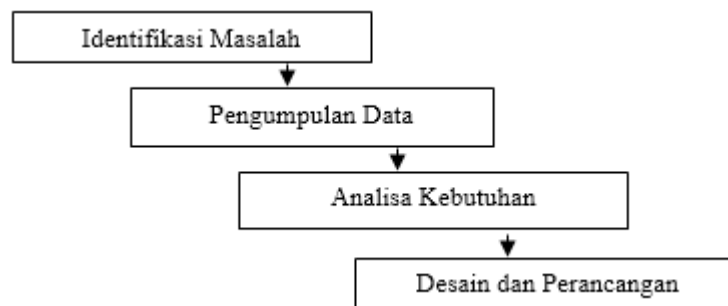 Identifikasi Masalah
Pengumpulan Data
Analisa Kebutuhan
Desain dan Perancangan